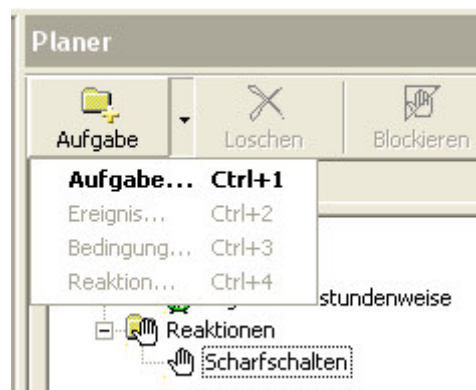 Planer
Aufgabe Loschen Blockieren
Aufgabe... Ctrl+1
Ereignis... Ctrl+2
Bedingung... Ctrl+3
Reaktion... Ctrl+4
stundenweise
Reaktionen
Scharfschalten